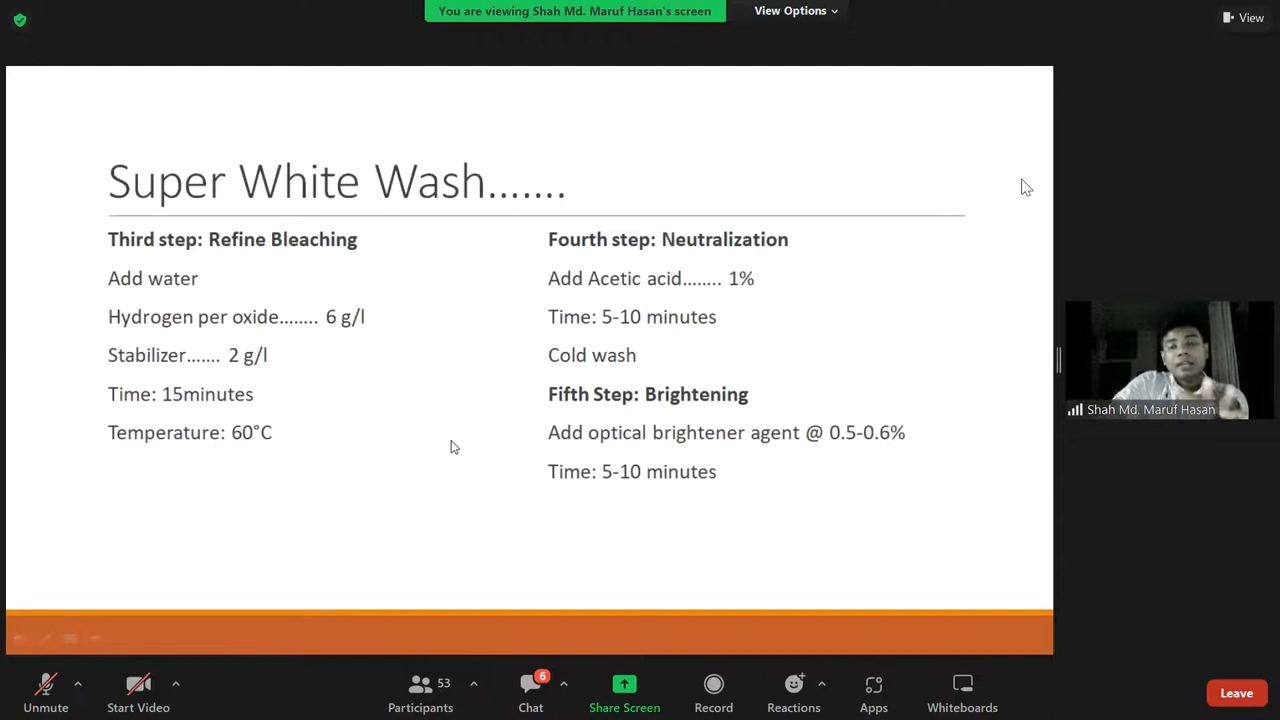 You are viewing Shah Md. Maruf Hasan's screen
View Options
View
Super White Wash.......
Third step: Refine Bleaching
Add water
Hydrogen per oxide........ 6 g/l
Stabilizer....... 2 g/l
Time: 15minutes
Temperature: 60°C
Fourth step: Neutralization
Add Acetic acid........ 1%
Time: 5-10 minutes
Cold wash
Fifth Step: Brightening
Add optical brightener agent @ 0.5-0.6%
Time: 5-10 minutes
Shah Md. Maruf Hasan
Unmute
Start Video
53
Participants
6
Chat
Share Screen
Record
Reactions
Apps
Whiteboards
Leave